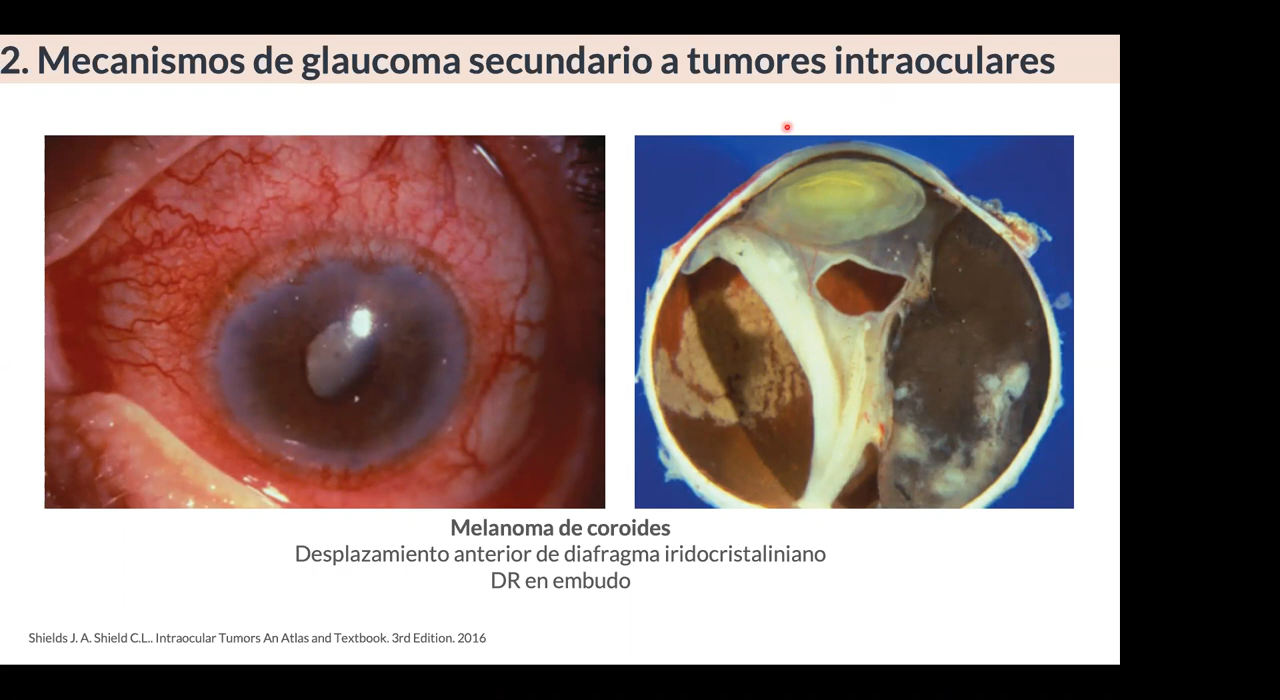 2. Mecanismos de glaucoma secundario a tumores intraoculares
Melanoma de coroides
Desplazamiento anterior de diafragma iridocristaliniano
DR en embudo
Shields J. A. Shield C.L.. Intraocular Tumors An Atlas and Textbook. 3rd Edition. 2016